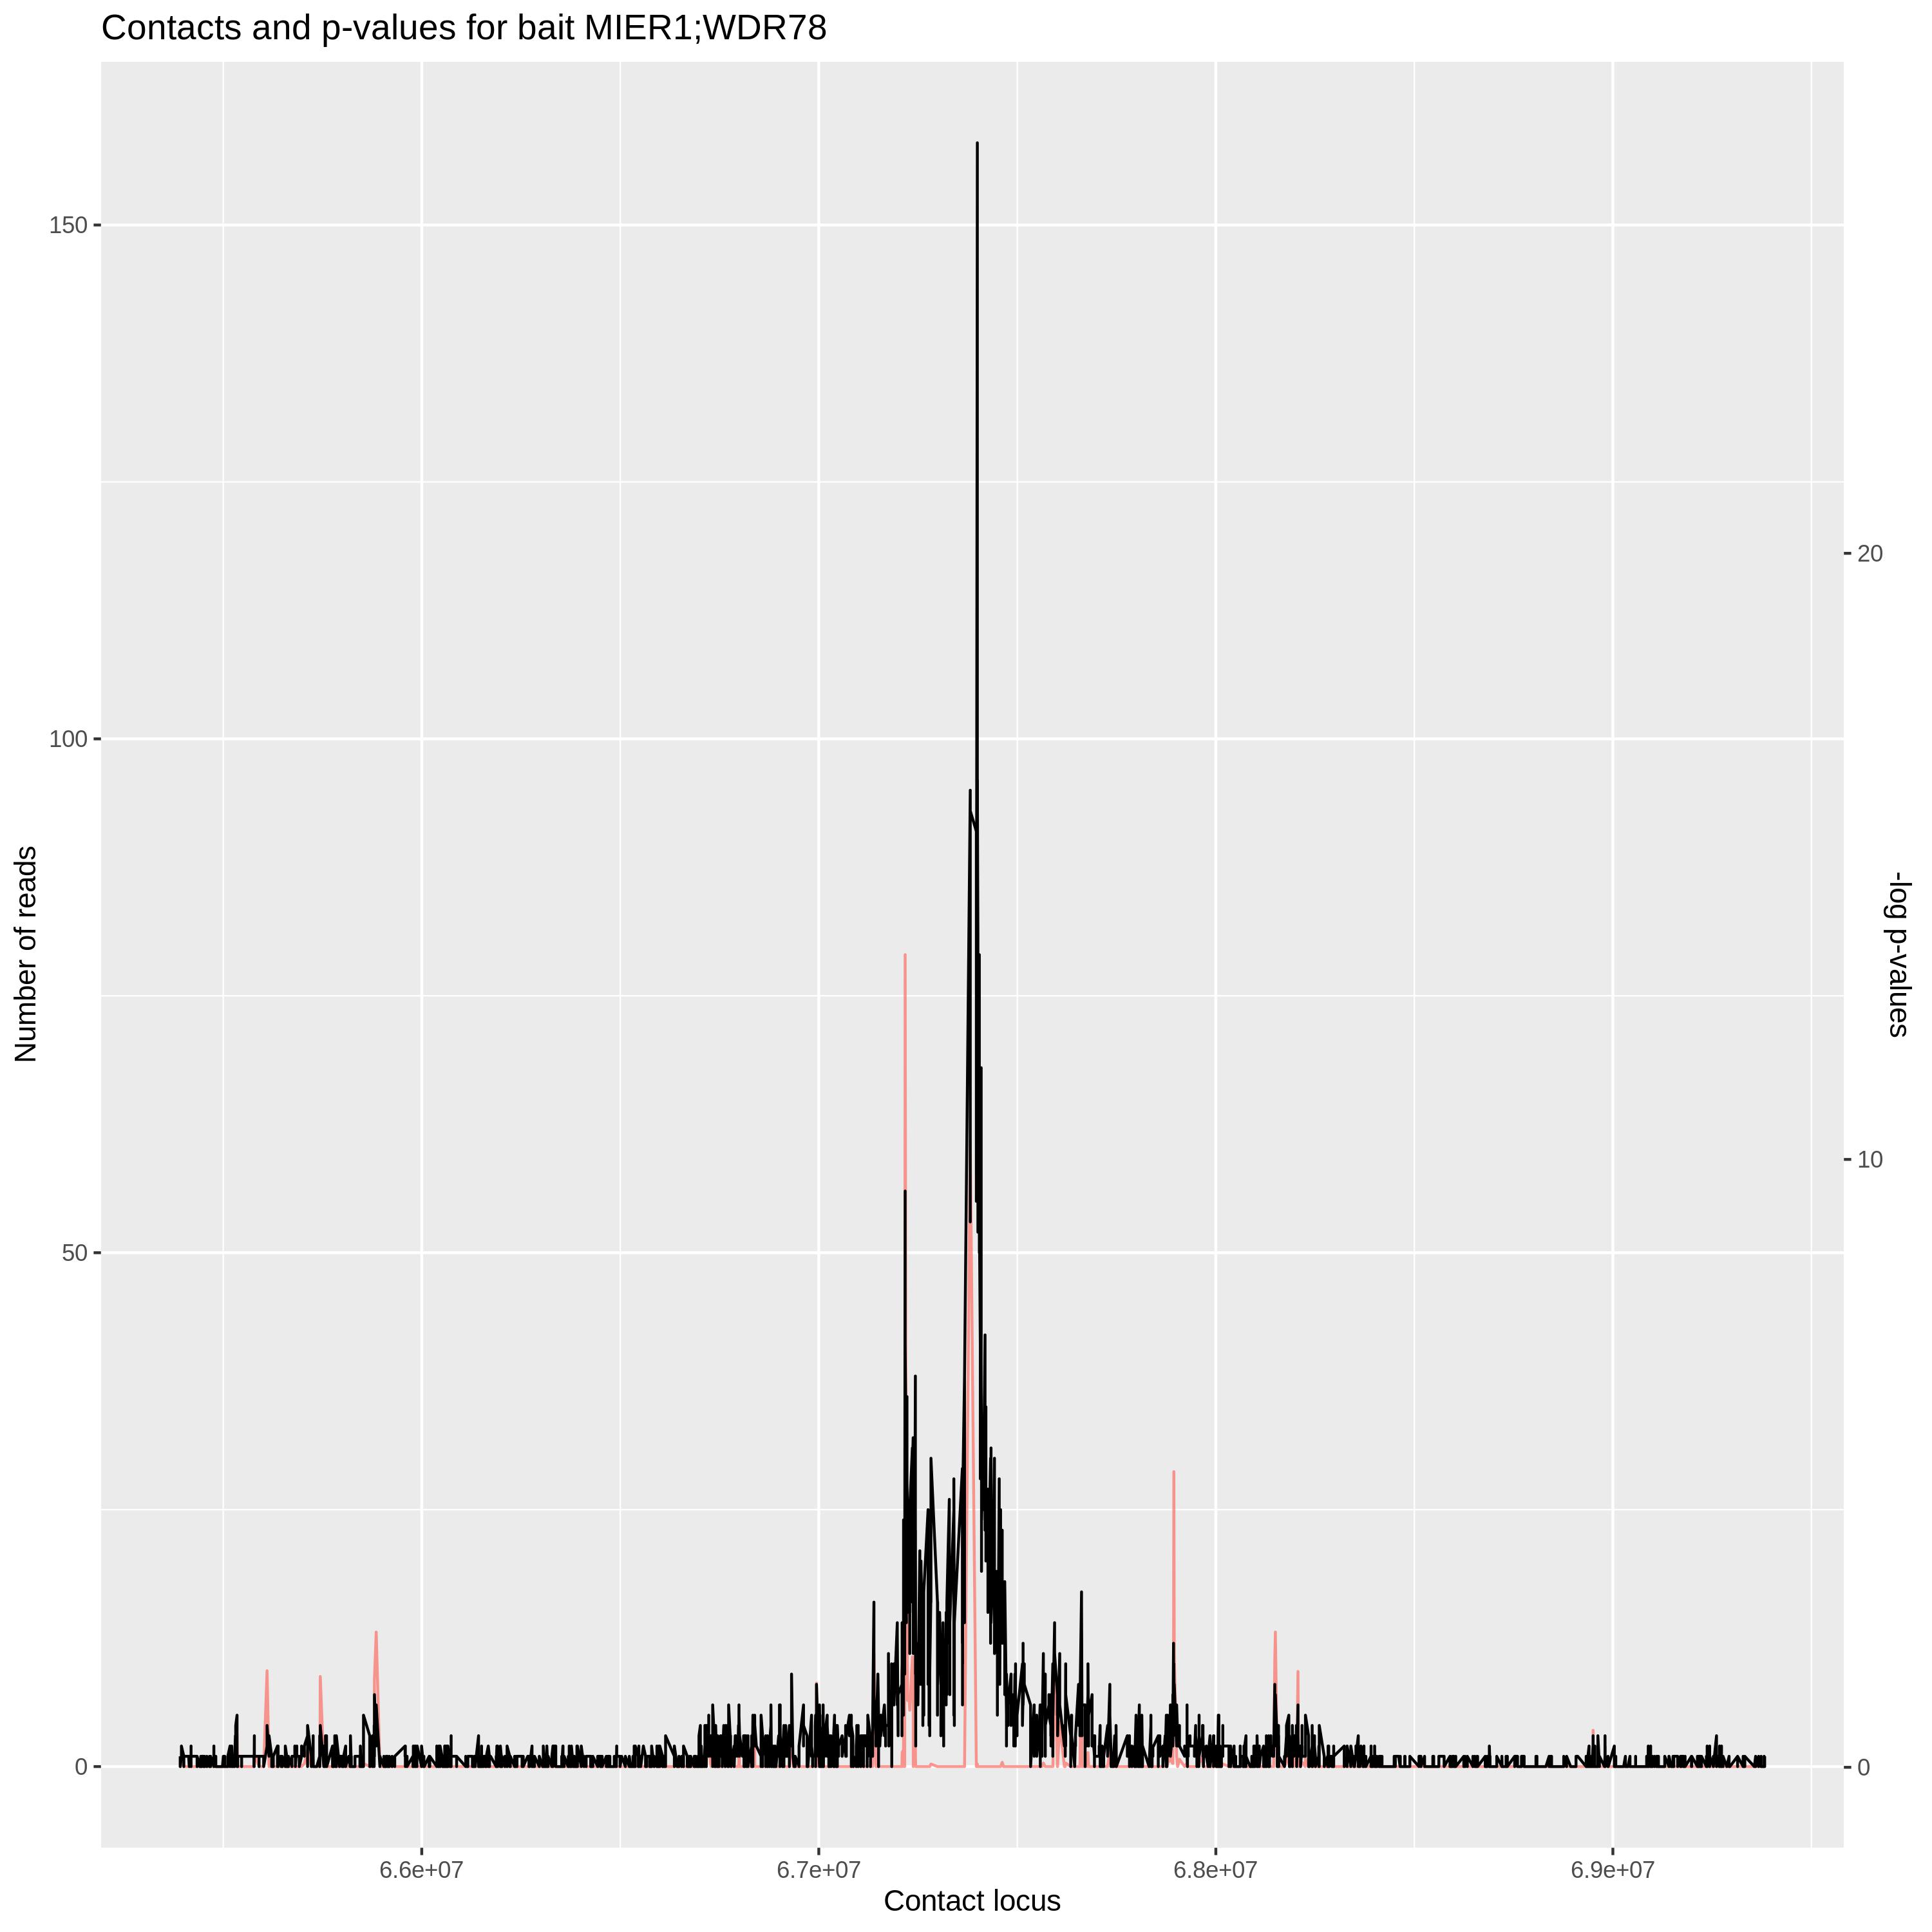 Contacts and p-values for bait MIER1;WDR78
150
100
50
0
Number of reads
20
10
0
-log p-values
6.6e+07
6.7e+07
6.8e+07
6.9e+07
Contact locus